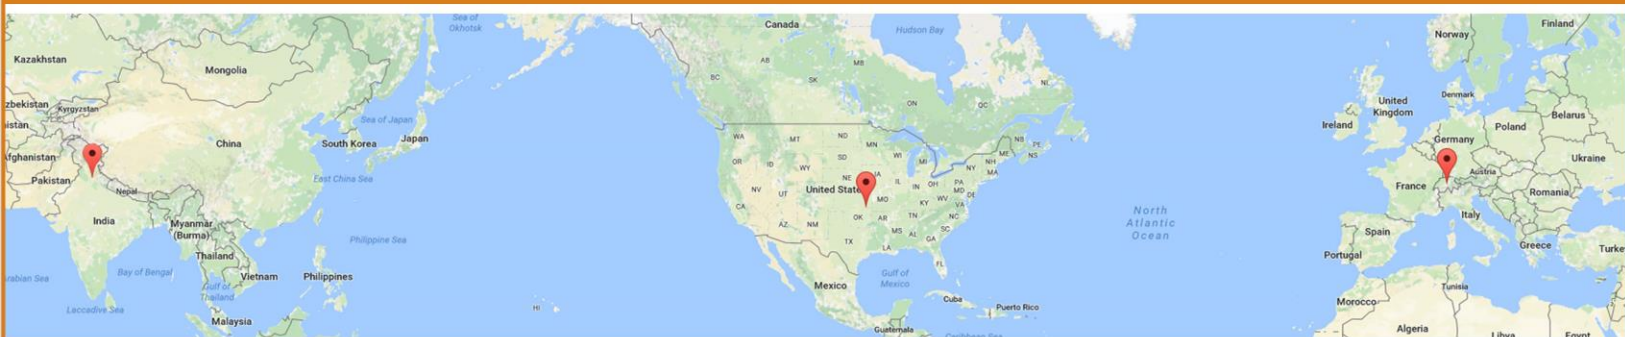 Sea of
Okhotsk
Canada
Hudson Bay
Finland
Norway
Kazakhstan
Mongolia
AB
MB
BC
SK
NL
zbekistan
Kyrgyzstan
ON
QC
Denmark
United
Kingdom
Ireland
Belarus
Poland
Germany
istan
Sea of Japan
Japan
South Korea
China
WA
MT
ND
MN
NB
PE
NS
ME
Afghanistan
OR
ID
WY
SD
WI
MI
NH
MA
NY
Ukraine
Austria
France
Pakistan
Nepal
East China Sea
NV
UT
United State
NE
IA
IL
IN
OH
PA
MD
DE
MO
KY
WV
VA
Romania
CA
India
Myanmar
(Burma)
AZ
NM
OK
AR
TN
NC
SC
MS
AL
GA
North
Atlantic
Ocean
Italy
Spain
Portugal
Greece
Turke
Philippine Sea
Thailand
TX
LA
FL
rabian Sea
Bay of Bengal
Vietnam
Philippines
Gulf of
Thailand
Gulf of
Mexico
Mexico
Tunisia
Laccadive Sea
HI
Cuba
Puerto Rico
Morocco
Malaysia
Guatemala
Caribbean Sea
Algeria
Libya
Egypt